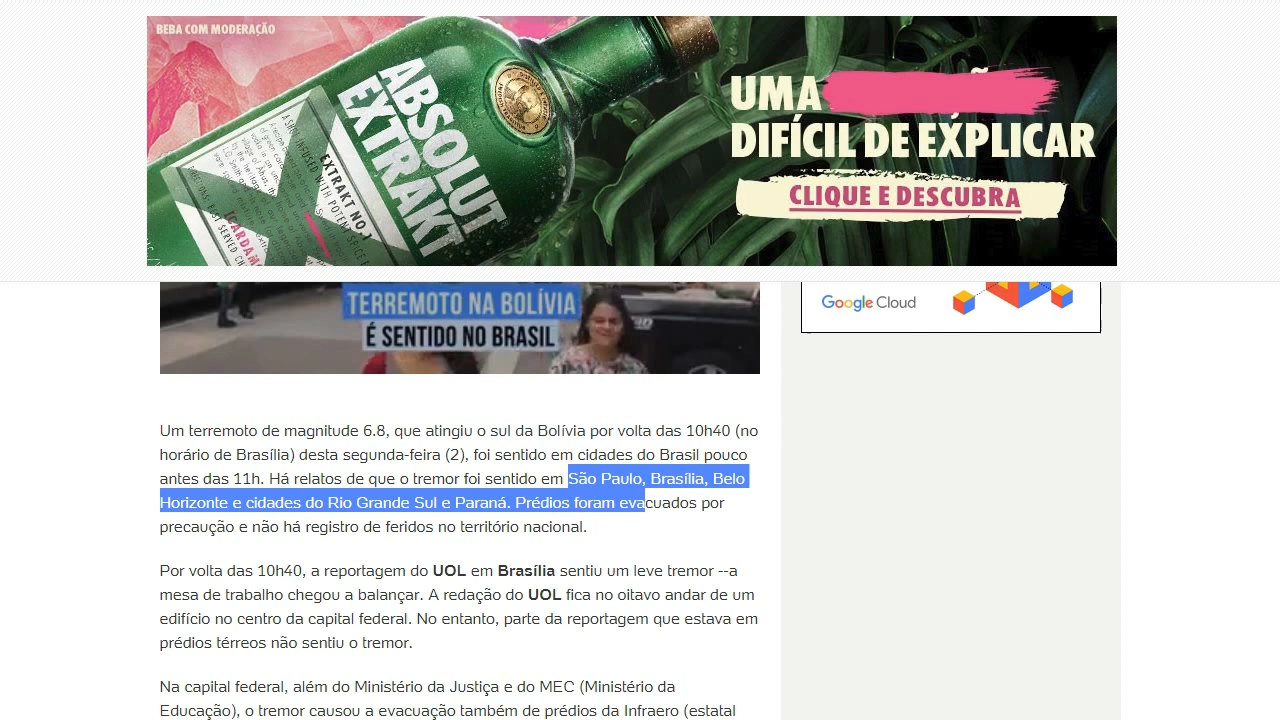 BEBA COM MODERAÇÃO
ABSOLUT
EXTRAKT
EXTRAKT NO.1
UMA
DIFÍCIL DE EXPLICAR
CLIQUE E DESCUBRA
TERREMOTO NA BOLÍVIA
É SENTIDO NO BRASIL
Google Cloud
Um terremoto de magnitude 6.8, que atingiu o sul da Bolívia por volta das 10h40 (no
horário de Brasília) desta segunda-feira (2), foi sentido em cidades do Brasil pouco
antes das 11h. Há relatos de que o tremor foi sentido em São Paulo, Brasília, Belo
Horizonte e cidades do Rio Grande Sul e Paraná. Prédios foram evacuados por
precaução e não há registro de feridos no território nacional.
Por volta das 10h40, a reportagem do UOL em Brasília sentiu um leve tremor --a
mesa de trabalho chegou a balançar. A redação do UOL fica no oitavo andar de um
edifício no centro da capital federal. No entanto, parte da reportagem que estava em
prédios térreos não sentiu o tremor.
Na capital federal, além do Ministério da Justiça e do MEC (Ministério da
Educação), o tremor causou a evacuação também de prédios da Infraero (estatal